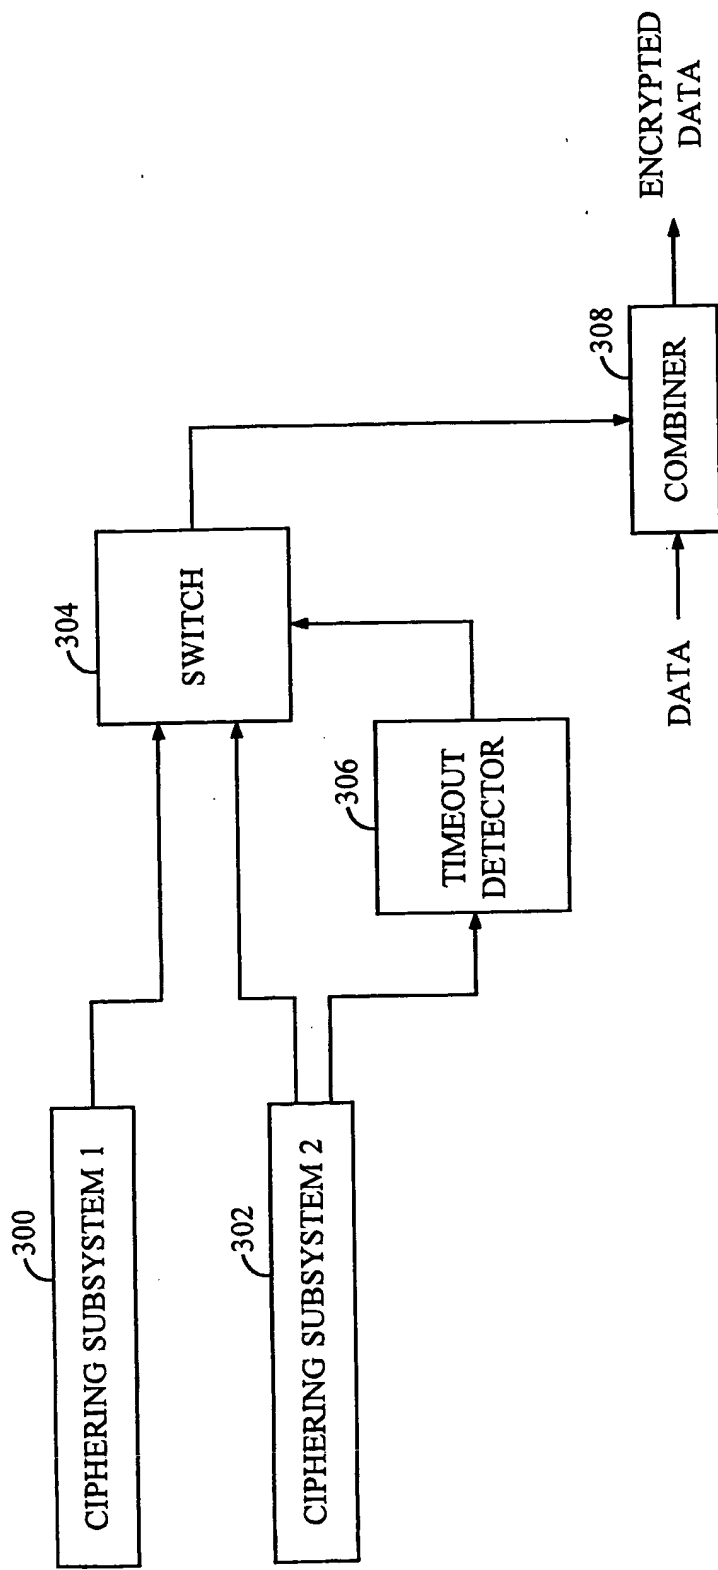 300
CIPHERING SUBSYSTEM 1
302
CIPHERING SUBSYSTEM 2
304
SWITCH
306
TIMEOUT
DETECTOR
308
COMBINER
DATA
ENCRYPTED
DATA